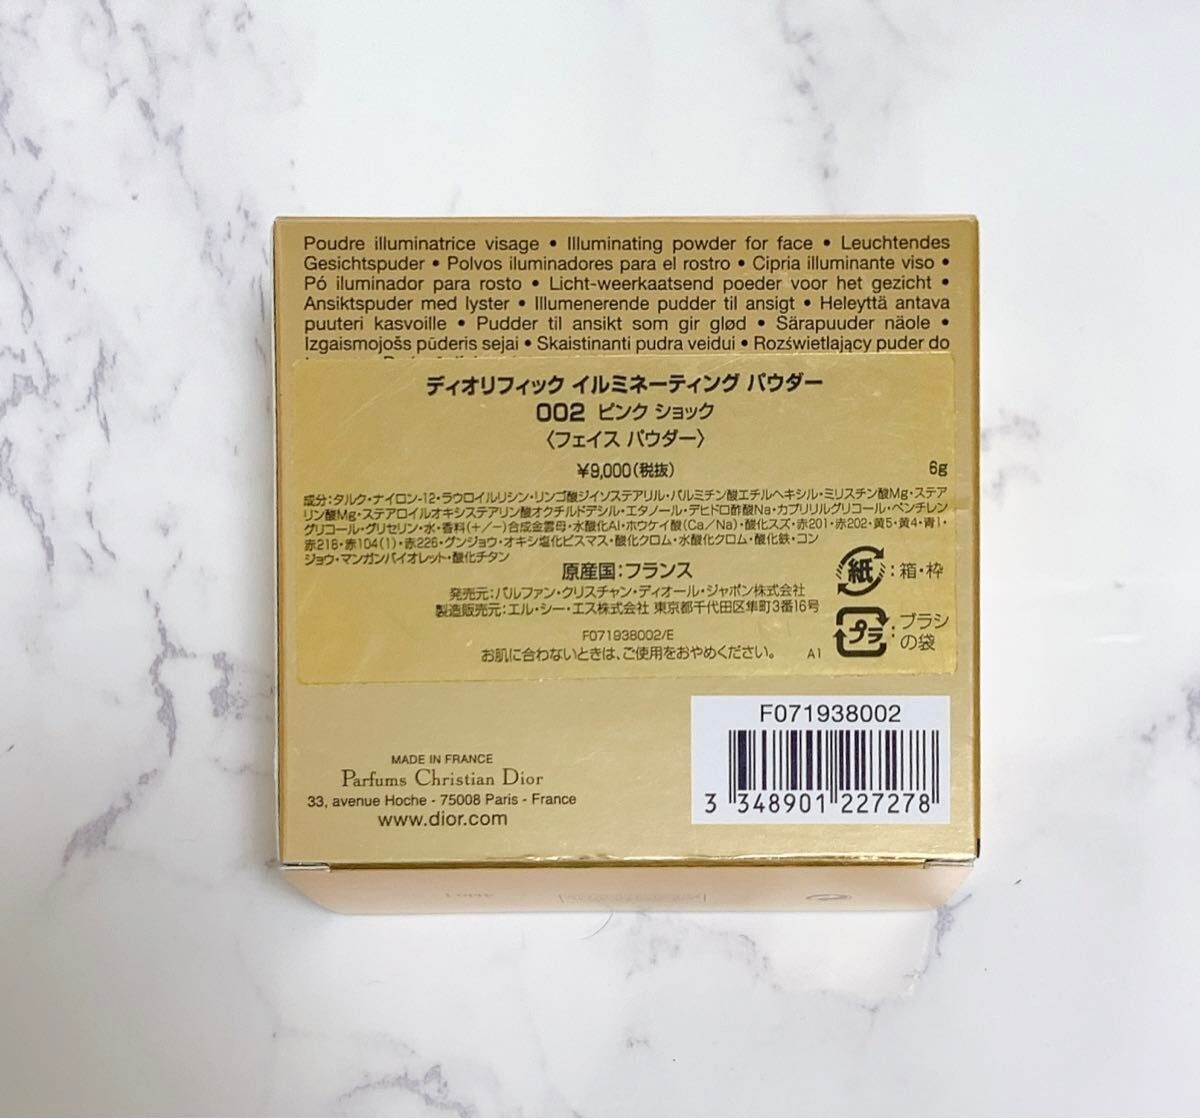 Poudre illuminatrice visage • Illuminating powder for face • Leuchtendes
Gesichtspuder • Polvos iluminadores para el rostro • Cipria illuminante viso •
Pó iluminador para rosto • Licht-weerkaatsend poeder voor het gezicht •
Ansiktspuder med lyster • Illumenerende pudder til ansigt • Heleyttä antava
puuteri kasvoille • Pudder til ansikt som gir glød • Särapuuder näole •
Izgaismojošs pūderis sejai • Skaistinanti pudra veidui • Rozświetlający puder do
ディオリフィック イルミネーティング パウダー
002 ピンク ショック
〈フェイス パウダー〉
¥9,000(税抜) 6g
成分:タルク・ナイロン-12・ラウロイルリシン・リンゴ酸ジイソステアリル・パルミチン酸エチルヘキシル・ミリスチン酸Mg・ステア
リン酸Mg・ステアロイルオキシステアリン酸オクチルドデシル・エタノール・デヒドロ酢酸Na・カプリリルグリコール・ペンチレン
グリコール・グリセリン・水・香料(+/−)合成金雲母・水酸化Al・ホウケイ酸(Ca/Na)・酸化スズ・赤201・赤202・黄5・黄4・青1・
赤218・赤104(1)・赤226・グンジョウ・オキシ塩化ビスマス・酸化クロム・水酸化クロム・酸化鉄・コン
ジョウ・マンガンバイオレット・酸化チタン
原産国:フランス
紙:箱・枠
発売元:パルファン・クリスチャン・ディオール・ジャポン株式会社
製造販売元:エル・シー・エス株式会社 東京都千代田区隼町3番16号
プラ:ブラシの袋
F071938002/E
お肌に合わないときは、ご使用をおやめください。 A1
F071938002
3 348901 227278
MADE IN FRANCE
Parfums Christian Dior
33, avenue Hoche - 75008 Paris - France
www.dior.com